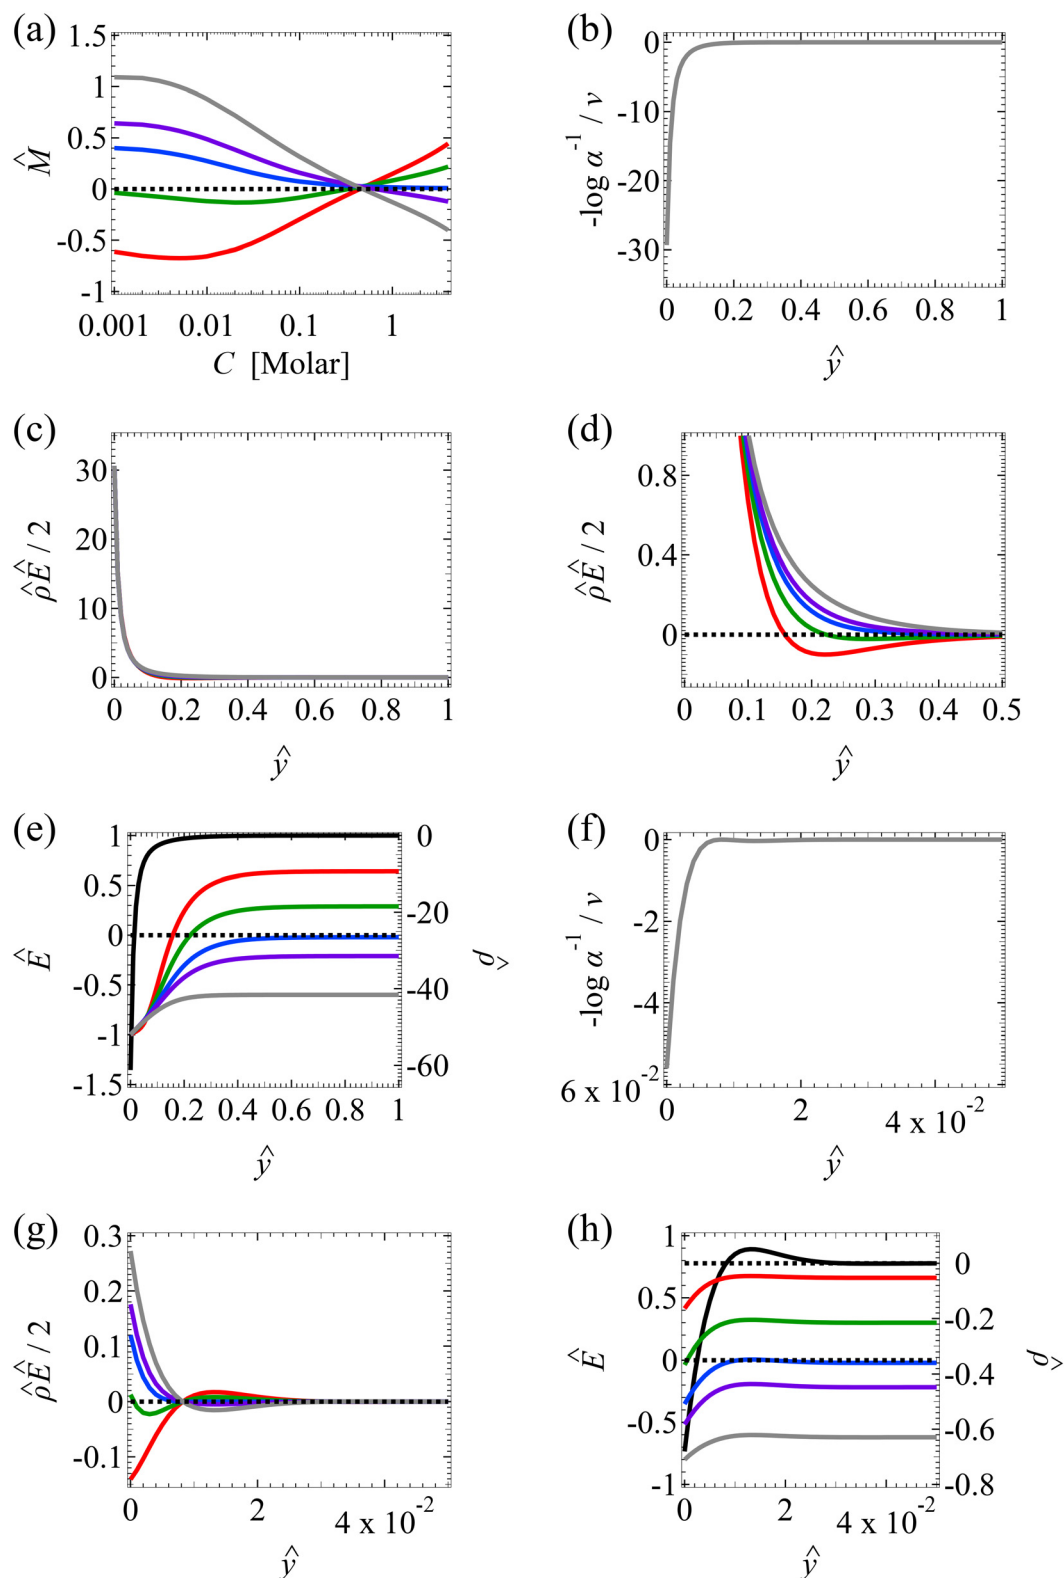 (a)
1.5
1
0.5
0
-0.5
-1
M̂
0.001
0.01
0.1
1
C [Molar]
(b)
0
-10
-20
-30
-log α⁻¹ / ν
0
0.2
0.4
0.6
0.8
1
ŷ
(c)
30
20
10
0
ρ̂Ê / 2
0
0.2
0.4
0.6
0.8
1
ŷ
(d)
0.8
0.4
0
ρ̂Ê / 2
0
0.1
0.2
0.3
0.4
0.5
ŷ
(e)
1
0.5
0
-0.5
-1
-1.5
Ê
0
-20
-40
-60
ρ̂
0
0.2
0.4
0.6
0.8
1
ŷ
(f)
0
-2
-4
6 x 10⁻²
-log α⁻¹ / ν
0
2
4 x 10⁻²
ŷ
(g)
0.3
0.2
0.1
0
-0.1
ρ̂Ê / 2
0
2
4 x 10⁻²
ŷ
(h)
1
0.5
0
-0.5
-1
Ê
0
-0.2
-0.4
-0.6
-0.8
ρ̂
0
2
4 x 10⁻²
ŷ